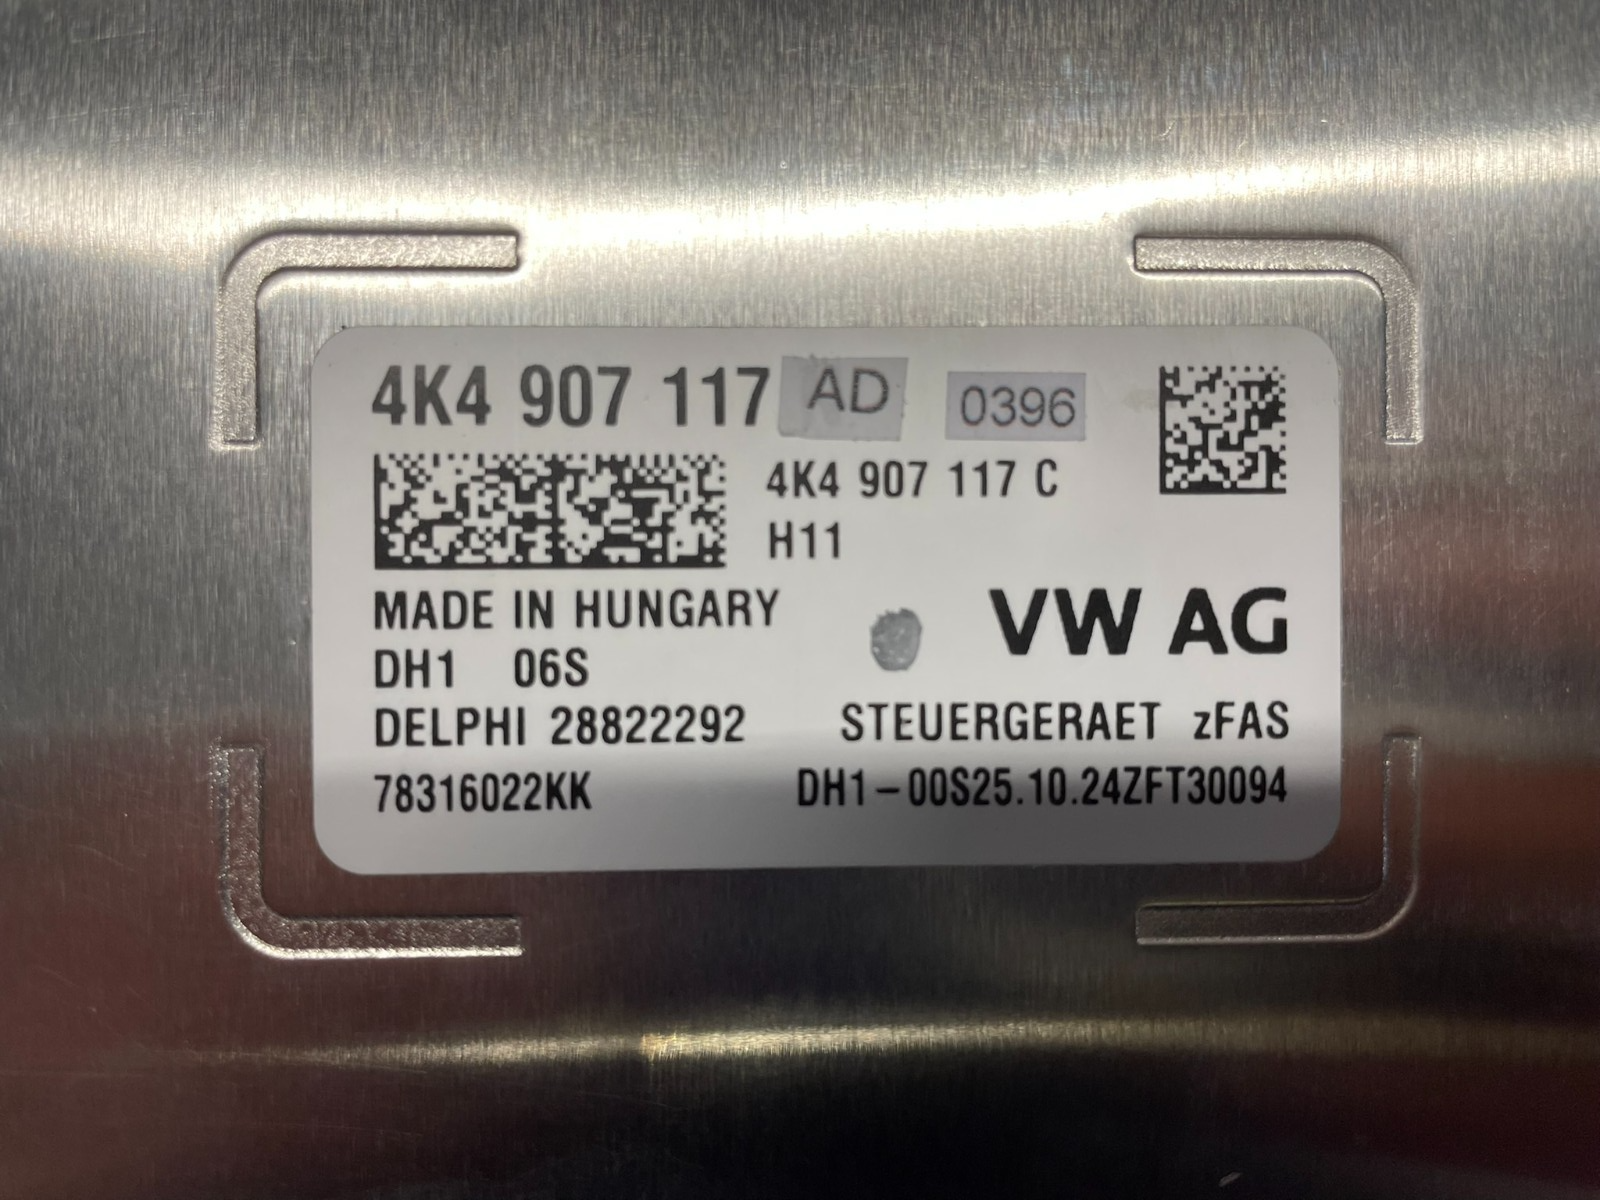 4K4 907 117 AD 0396
4K4 907 117 C
H11
MADE IN HUNGARY
VW AG
DH1 06S
DELPHI 28822292
STEUERGERAET zFAS
78316022KK
DH1-00S25.10.24ZFT30094